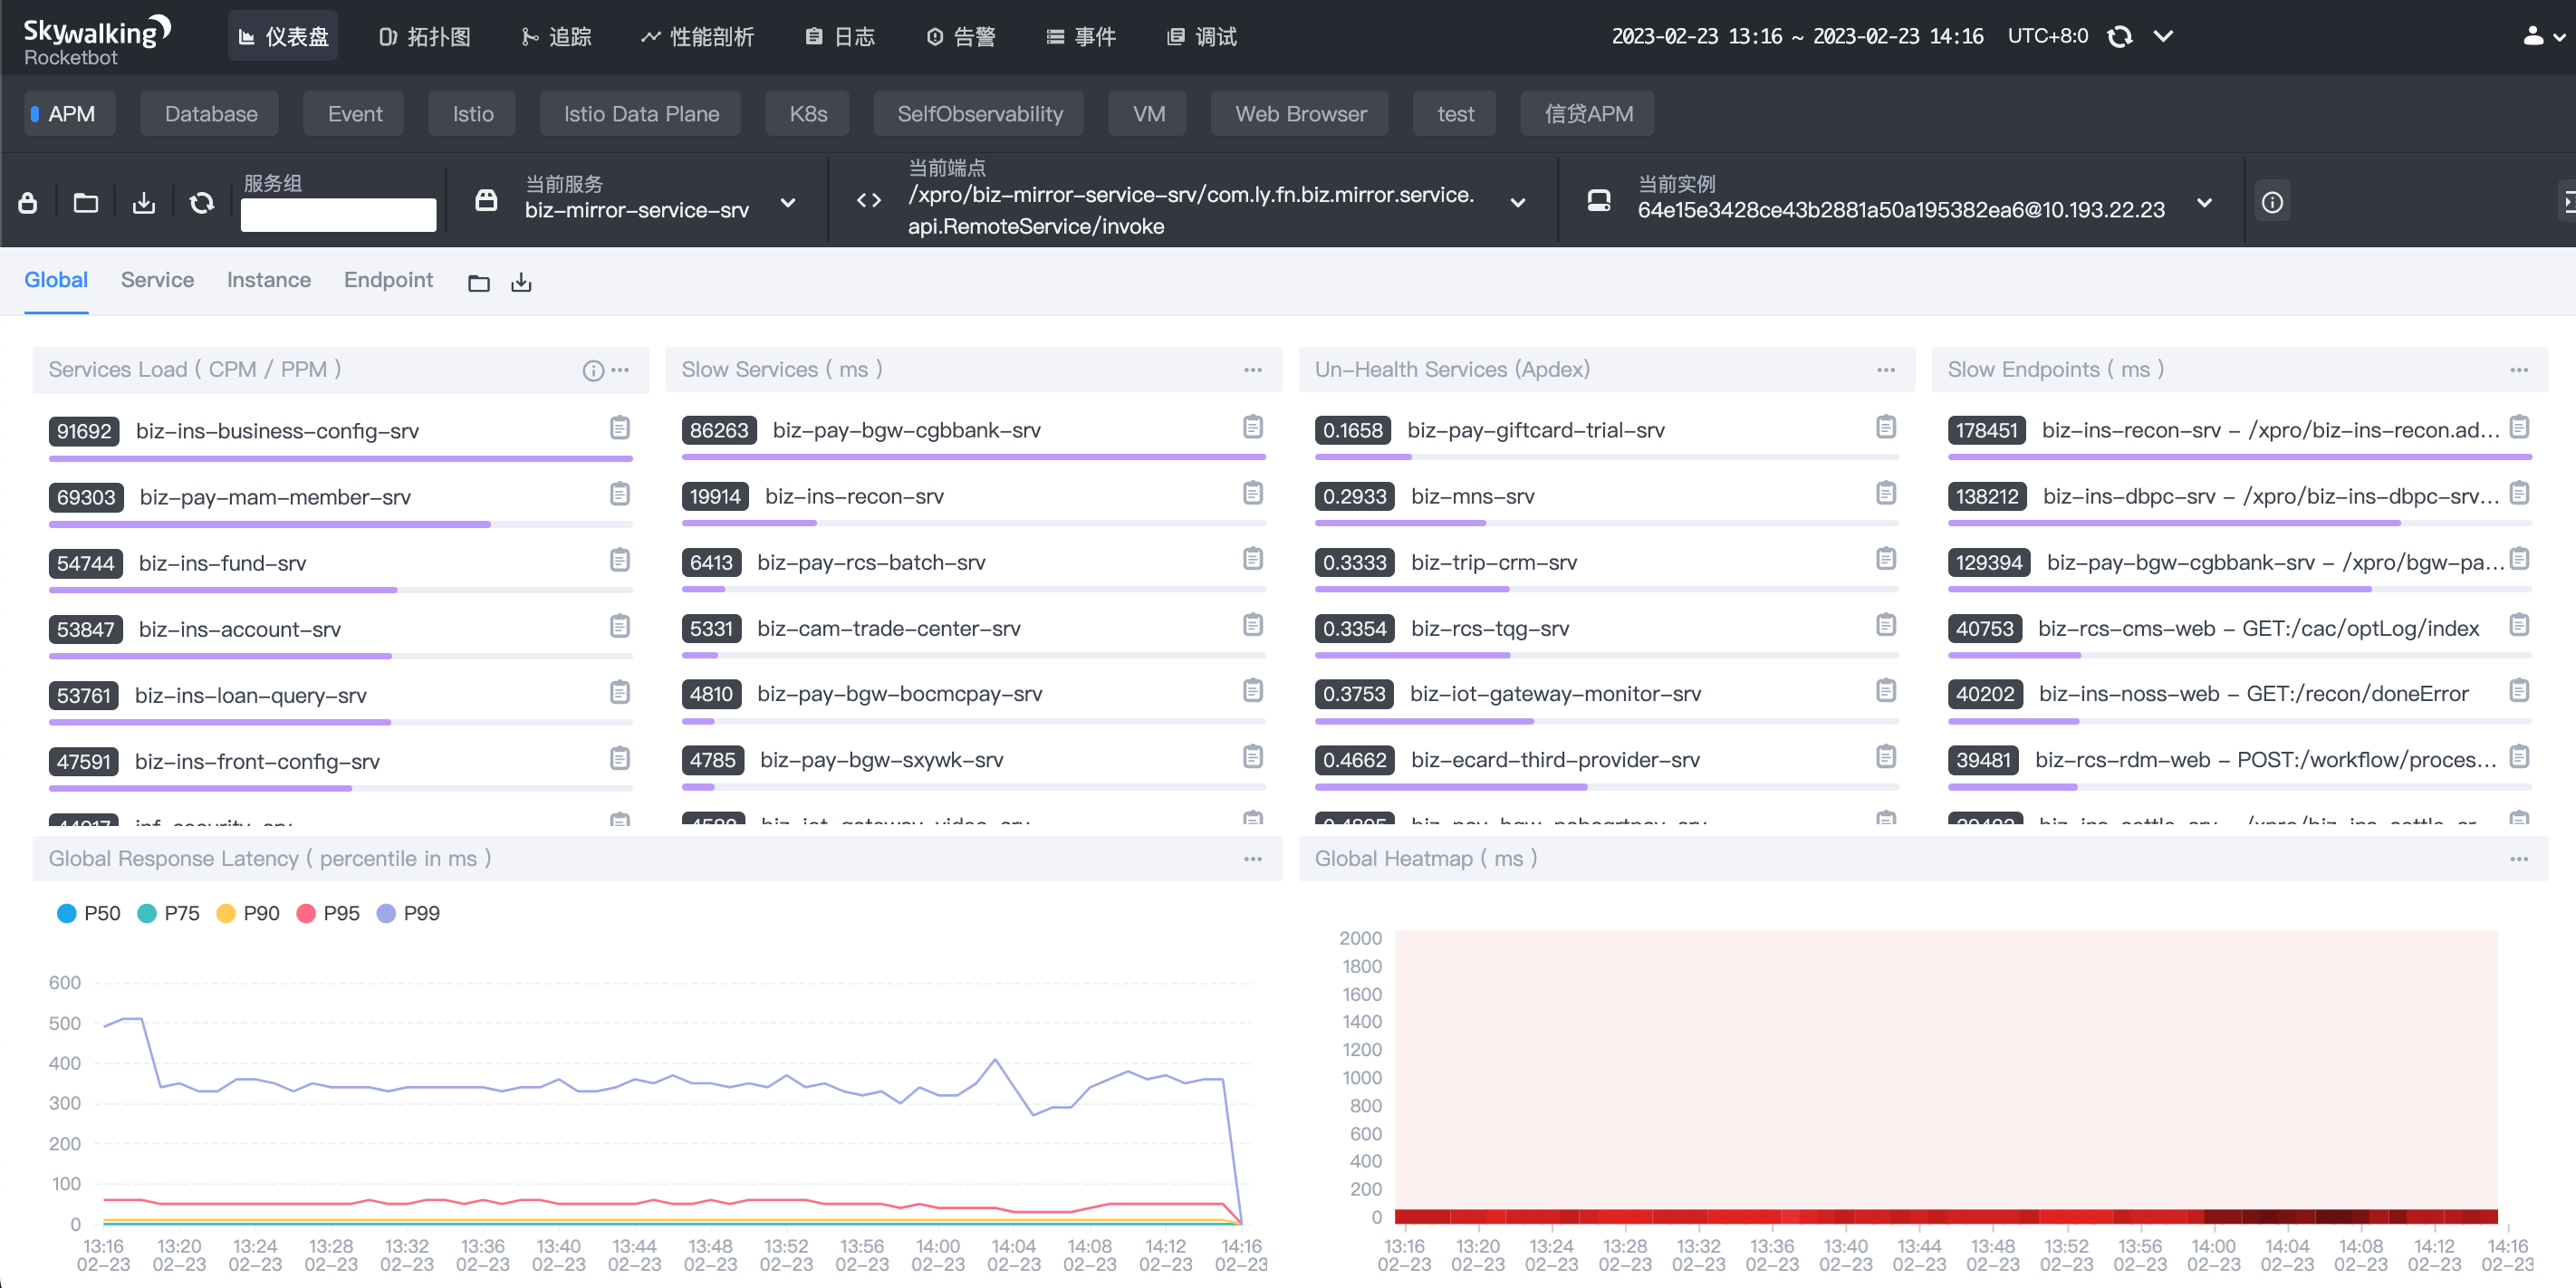 Skywalking
Rocketbot
仪表盘 拓扑图 追踪 性能剖析 日志 告警 事件 调试
2023-02-23 13:16 ~ 2023-02-23 14:16 UTC+8:0
APM Database Event Istio Istio Data Plane K8s SelfObservability VM Web Browser test 信贷APM
服务组
当前服务
biz-mirror-service-srv
当前端点
/xpro/biz-mirror-service-srv/com.ly.fn.biz.mirror.service.
api.RemoteService/invoke
当前实例
64e15e3428ce43b2881a50a195382ea6@10.193.22.23
Global Service Instance Endpoint
Services Load ( CPM / PPM )
91692 biz-ins-business-config-srv
69303 biz-pay-mam-member-srv
54744 biz-ins-fund-srv
53847 biz-ins-account-srv
53761 biz-ins-loan-query-srv
47591 biz-ins-front-config-srv
Slow Services ( ms )
86263 biz-pay-bgw-cgbbank-srv
19914 biz-ins-recon-srv
6413 biz-pay-rcs-batch-srv
5331 biz-cam-trade-center-srv
4810 biz-pay-bgw-bocmcpay-srv
4785 biz-pay-bgw-sxywk-srv
Un-Health Services (Apdex)
0.1658 biz-pay-giftcard-trial-srv
0.2933 biz-mns-srv
0.3333 biz-trip-crm-srv
0.3354 biz-rcs-tqg-srv
0.3753 biz-iot-gateway-monitor-srv
0.4662 biz-ecard-third-provider-srv
Slow Endpoints ( ms )
178451 biz-ins-recon-srv - /xpro/biz-ins-recon.ad...
138212 biz-ins-dbpc-srv - /xpro/biz-ins-dbpc-srv...
129394 biz-pay-bgw-cgbbank-srv - /xpro/bgw-pa...
40753 biz-rcs-cms-web - GET:/cac/optLog/index
40202 biz-ins-noss-web - GET:/recon/doneError
39481 biz-rcs-rdm-web - POST:/workflow/proces...
Global Response Latency ( percentile in ms )
P50 P75 P90 P95 P99
600
500
400
300
200
100
0
13:16 13:20 13:24 13:28 13:32 13:36 13:40 13:44 13:48 13:52 13:56 14:00 14:04 14:08 14:12 14:16
02-23 02-23 02-23 02-23 02-23 02-23 02-23 02-23 02-23 02-23 02-23 02-23 02-23 02-23 02-23 02-23
Global Heatmap ( ms )
2000
1800
1600
1400
1200
1000
800
600
400
200
0
13:16 13:20 13:24 13:28 13:32 13:36 13:40 13:44 13:48 13:52 13:56 14:00 14:04 14:08 14:12 14:16
02-23 02-23 02-23 02-23 02-23 02-23 02-23 02-23 02-23 02-23 02-23 02-23 02-23 02-23 02-23 02-23